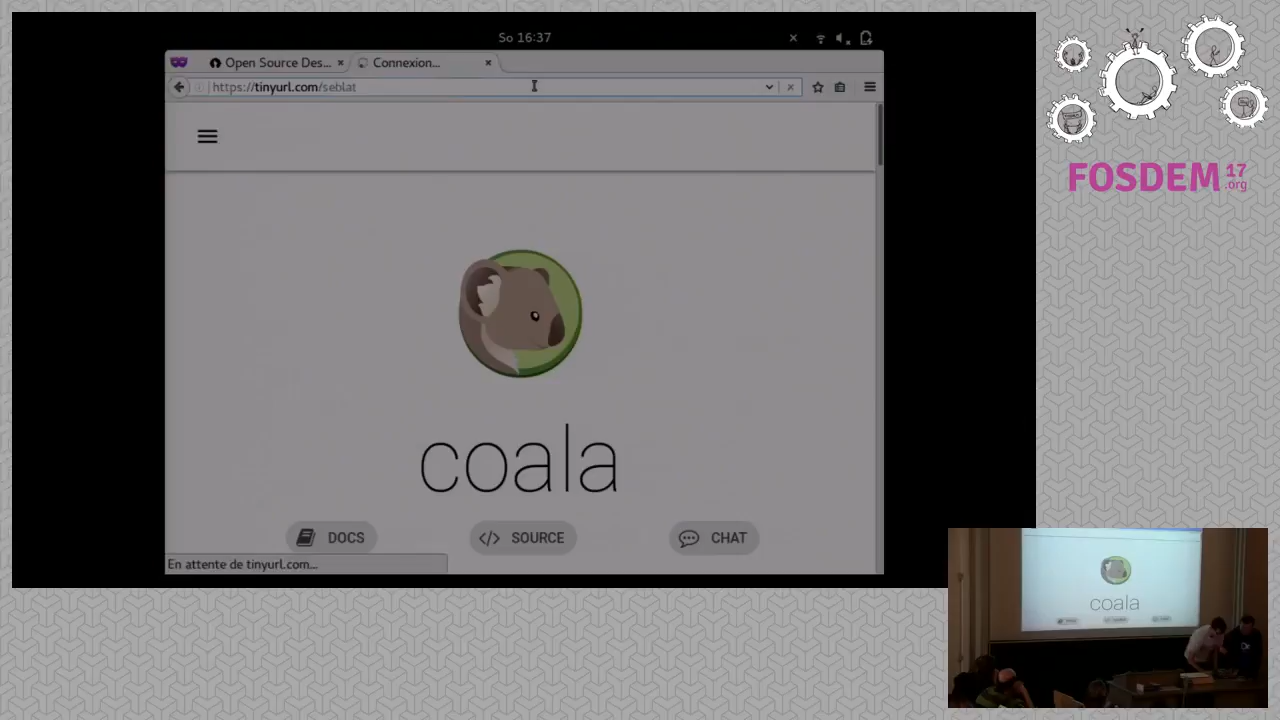 So 16:37
Open Source Des... Connexion...
https://tinyurl.com/seblat
coala
DOCS SOURCE CHAT
En attente de tinyurl.com...
FOSDEM 17
.org
coala